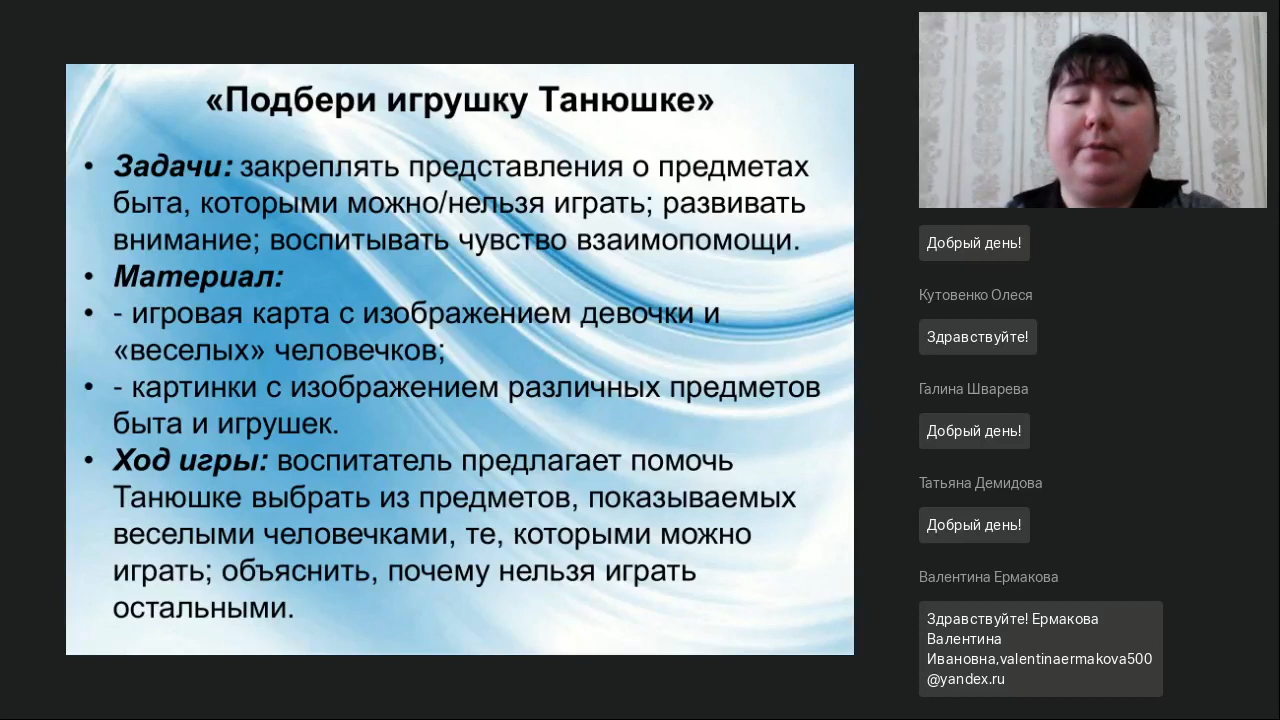 «Подбери игрушку Танюшке»
• Задачи: закреплять представления о предметах
быта, которыми можно/нельзя играть; развивать
внимание; воспитывать чувство взаимопомощи.
• Материал:
• - игровая карта с изображением девочки и
«веселых» человечков;
• - картинки с изображением различных предметов
быта и игрушек.
• Ход игры: воспитатель предлагает помочь
Танюшке выбрать из предметов, показываемых
веселыми человечками, те, которыми можно
играть; объяснить, почему нельзя играть
остальными.
Добрый день!
Кутовенко Олеся
Здравствуйте!
Галина Шварева
Добрый день!
Татьяна Демидова
Добрый день!
Валентина Ермакова
Здравствуйте! Ермакова
Валентина
Ивановна,valentinaermakova500
@yandex.ru